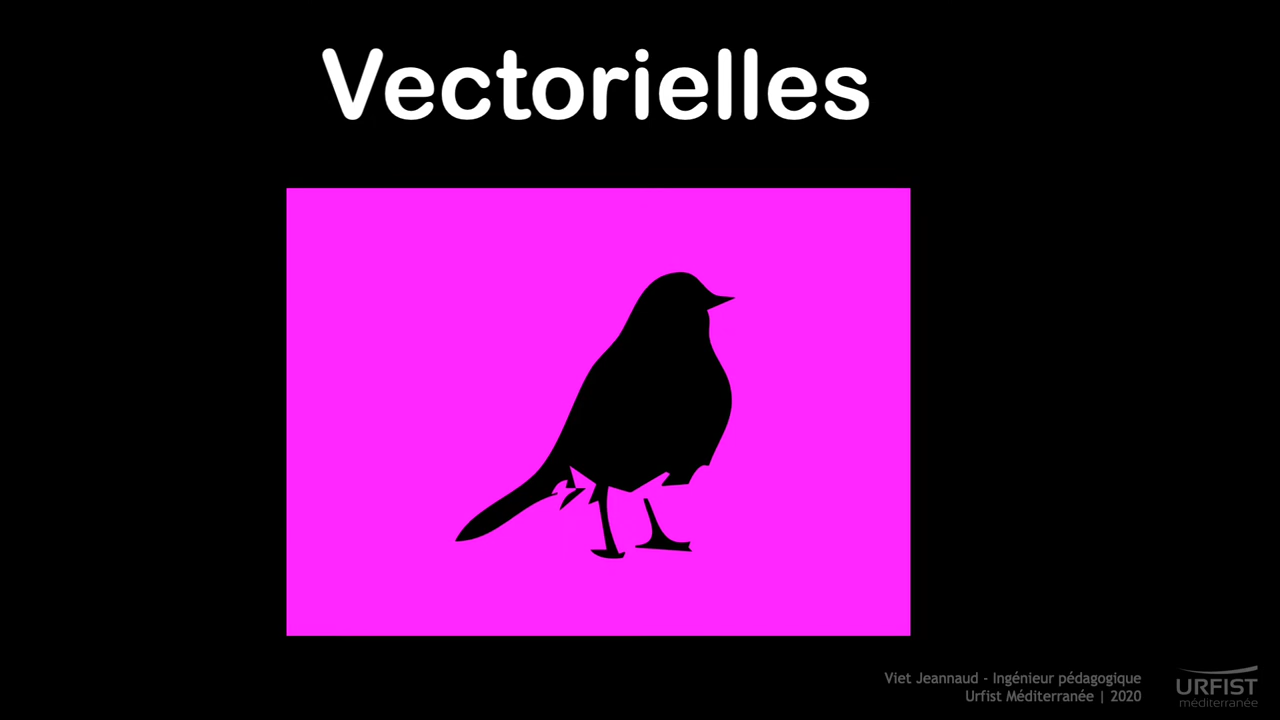 Vectorielles
Viet Jeannaud - Ingénieur pédagogique
Urfist Méditerranée | 2020
URFIST
méditerranée